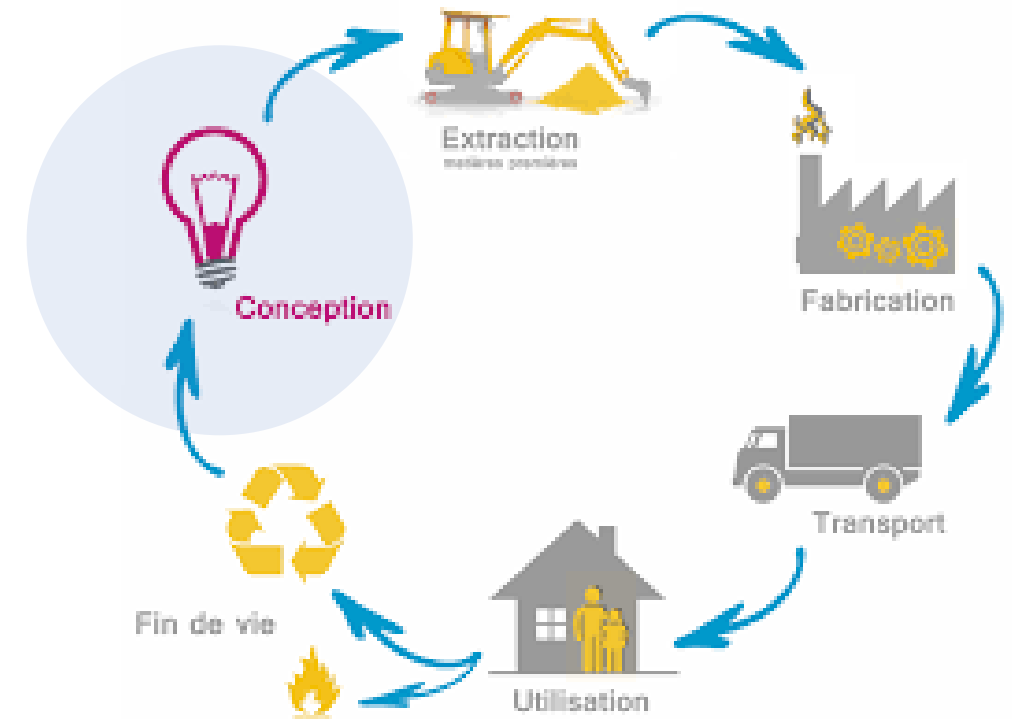 Extraction
matières premières
Conception
Fabrication
Transport
Fin de vie
Utilisation